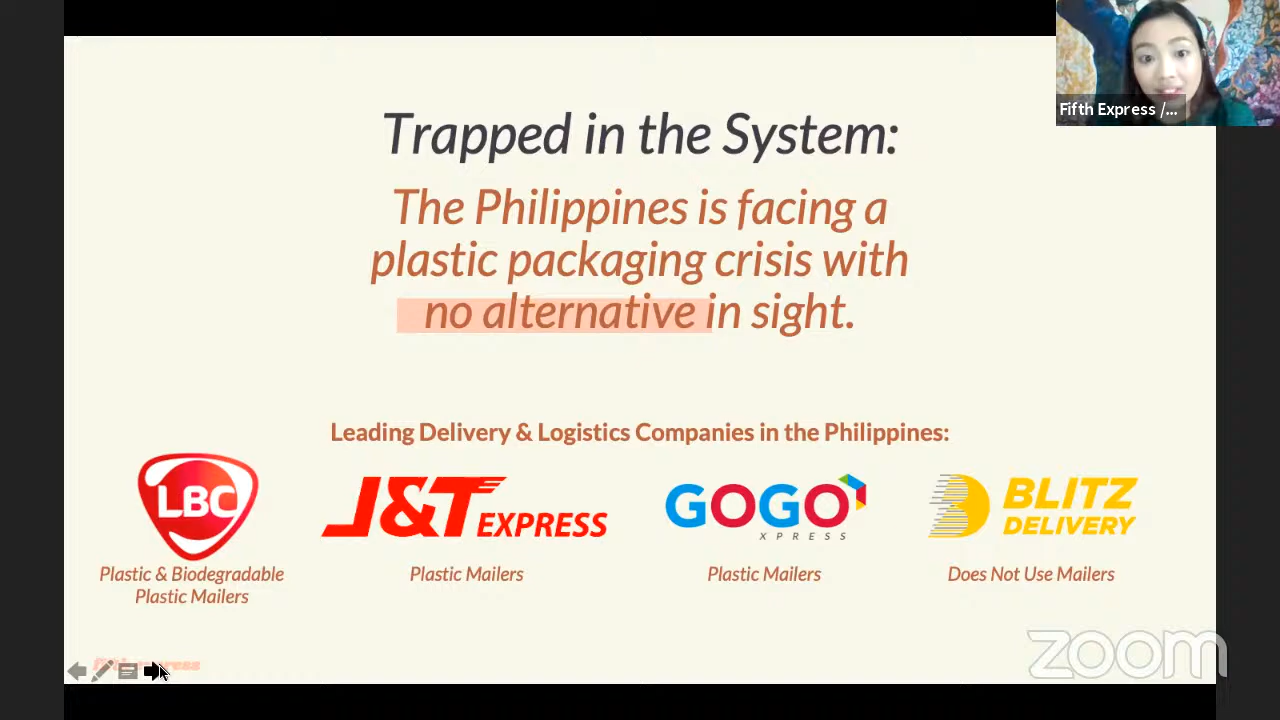 Fifth Express /...
Trapped in the System:
The Philippines is facing a
plastic packaging crisis with
no alternative in sight.
Leading Delivery & Logistics Companies in the Philippines:
LBC
J&T EXPRESS
GOGO
XPRESS
BLITZ
DELIVERY
Plastic & Biodegradable
Plastic Mailers
Plastic Mailers
Plastic Mailers
Does Not Use Mailers
zoom